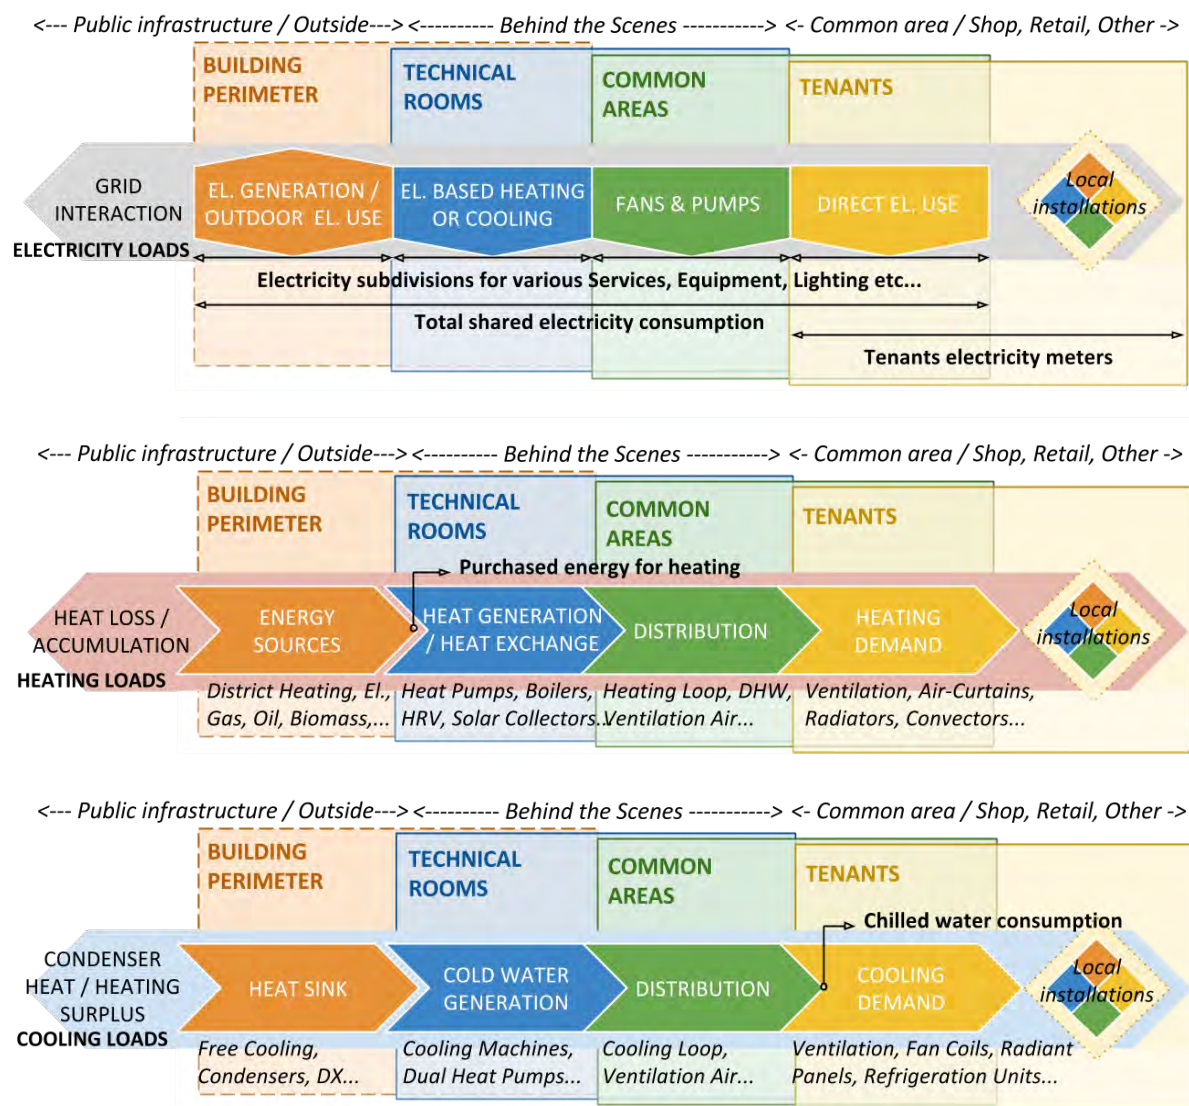 <--- Public infrastructure / Outside---> <---------- Behind the Scenes -----------> <- Common area / Shop, Retail, Other ->
BUILDING
PERIMETER
TECHNICAL
ROOMS
COMMON
AREAS
TENANTS
GRID
INTERACTION
ELECTRICITY LOADS
EL. GENERATION /
OUTDOOR EL. USE
EL. BASED HEATING
OR COOLING
FANS & PUMPS
DIRECT EL. USE
Local
installations
Electricity subdivisions for various Services, Equipment, Lighting etc...
Total shared electricity consumption
Tenants electricity meters
<--- Public infrastructure / Outside---> <---------- Behind the Scenes -----------> <- Common area / Shop, Retail, Other ->
BUILDING
PERIMETER
TECHNICAL
ROOMS
COMMON
AREAS
TENANTS
Purchased energy for heating
HEAT LOSS /
ACCUMULATION
HEATING LOADS
ENERGY
SOURCES
HEAT GENERATION
/ HEAT EXCHANGE
DISTRIBUTION
HEATING
DEMAND
Local
installations
District Heating, El.,
Gas, Oil, Biomass,...
Heat Pumps, Boilers,
HRV, Solar Collectors...
Heating Loop, DHW,
Ventilation Air...
Ventilation, Air-Curtains,
Radiators, Convectors...
<--- Public infrastructure / Outside---> <---------- Behind the Scenes -----------> <- Common area / Shop, Retail, Other ->
BUILDING
PERIMETER
TECHNICAL
ROOMS
COMMON
AREAS
TENANTS
Chilled water consumption
CONDENSER
HEAT / HEATING
SURPLUS
COOLING LOADS
HEAT SINK
COLD WATER
GENERATION
DISTRIBUTION
COOLING
DEMAND
Local
installations
Free Cooling,
Condensers, DX...
Cooling Machines,
Dual Heat Pumps...
Cooling Loop,
Ventilation Air...
Ventilation, Fan Coils, Radiant
Panels, Refrigeration Units...